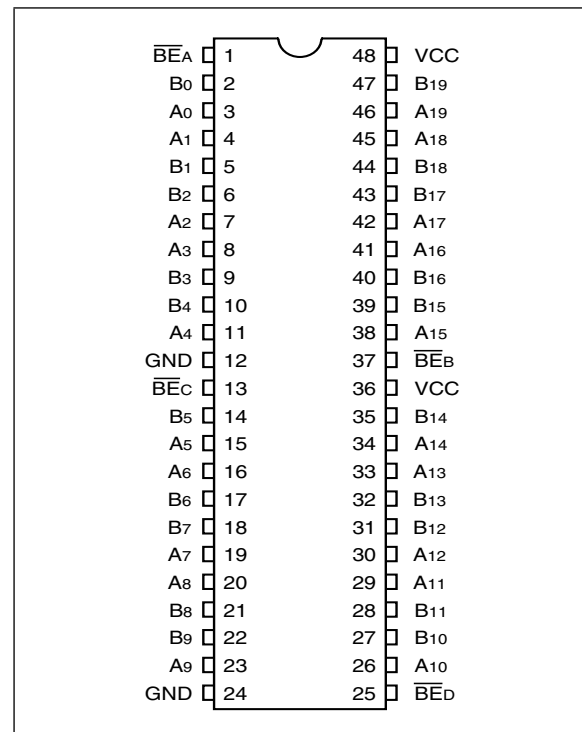 B̅E̅A 1 48 VCC
B0 2 47 B19
A0 3 46 A19
A1 4 45 A18
B1 5 44 B18
B2 6 43 B17
A2 7 42 A17
A3 8 41 A16
B3 9 40 B16
B4 10 39 B15
A4 11 38 A15
GND 12 37 B̅E̅B
B̅E̅C 13 36 VCC
B5 14 35 B14
A5 15 34 A14
A6 16 33 A13
B6 17 32 B13
B7 18 31 B12
A7 19 30 A12
A8 20 29 A11
B8 21 28 B11
B9 22 27 B10
A9 23 26 A10
GND 24 25 B̅E̅D